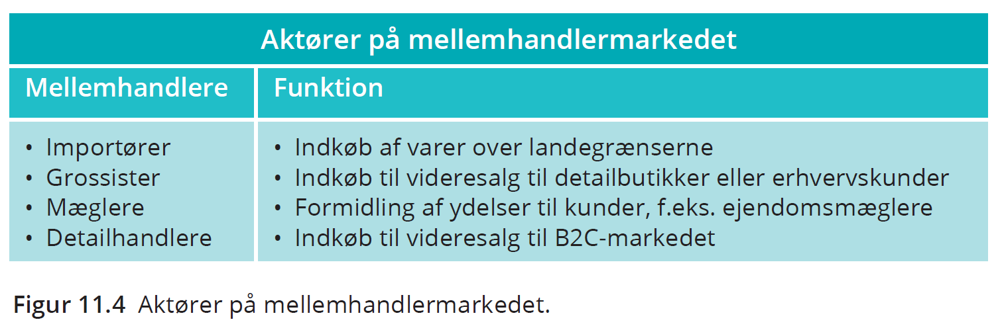 Aktører på mellemhandlermarkedet
Mellemhandlere
Funktion
• Importører
• Grossister
• Mæglere
• Detailhandlere
• Indkøb af varer over landegrænserne
• Indkøb til videresalg til detailbutikker eller erhvervskunder
• Formidling af ydelser til kunder, f.eks. ejendomsmæglere
• Indkøb til videresalg til B2C-markedet
Figur 11.4 Aktører på mellemhandlermarkedet.